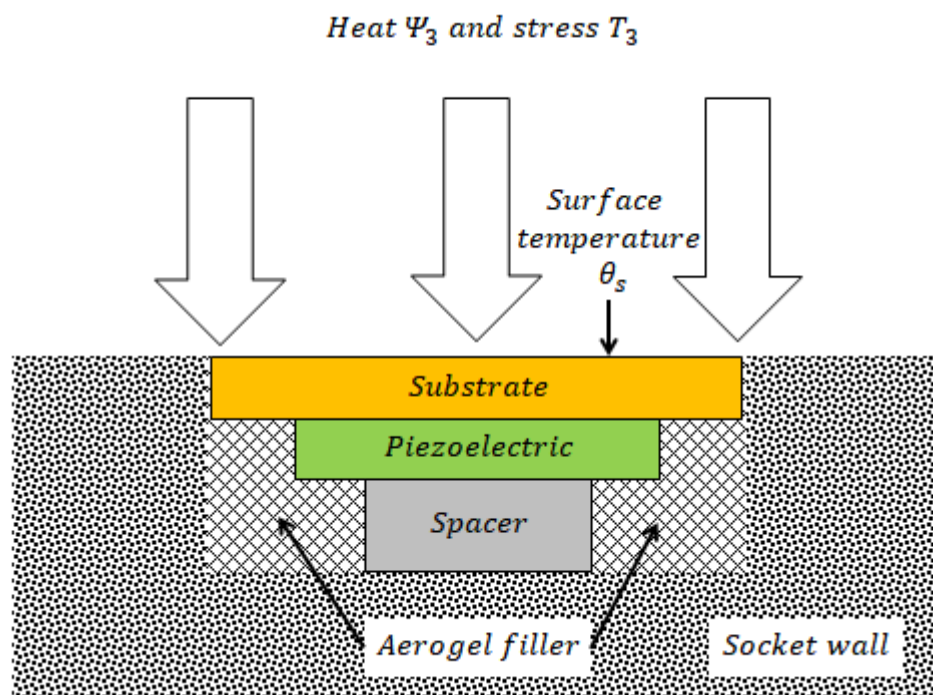 Heat Ψ₃ and stress T₃
Surface
temperature
θₛ
Substrate
Piezoelectric
Spacer
Aerogel filler
Socket wall